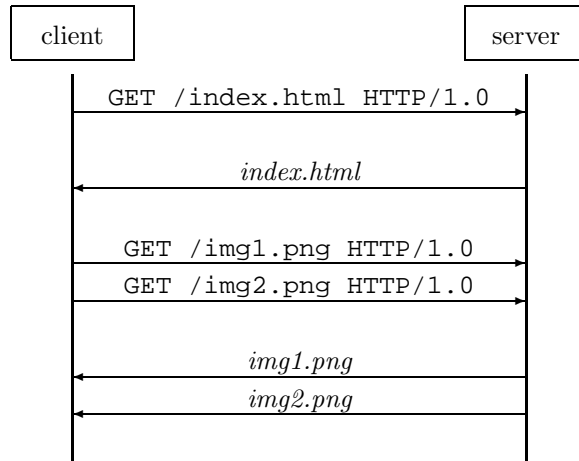 client
server
GET /index.html HTTP/1.0
index.html
GET /img1.png HTTP/1.0
GET /img2.png HTTP/1.0
img1.png
img2.png